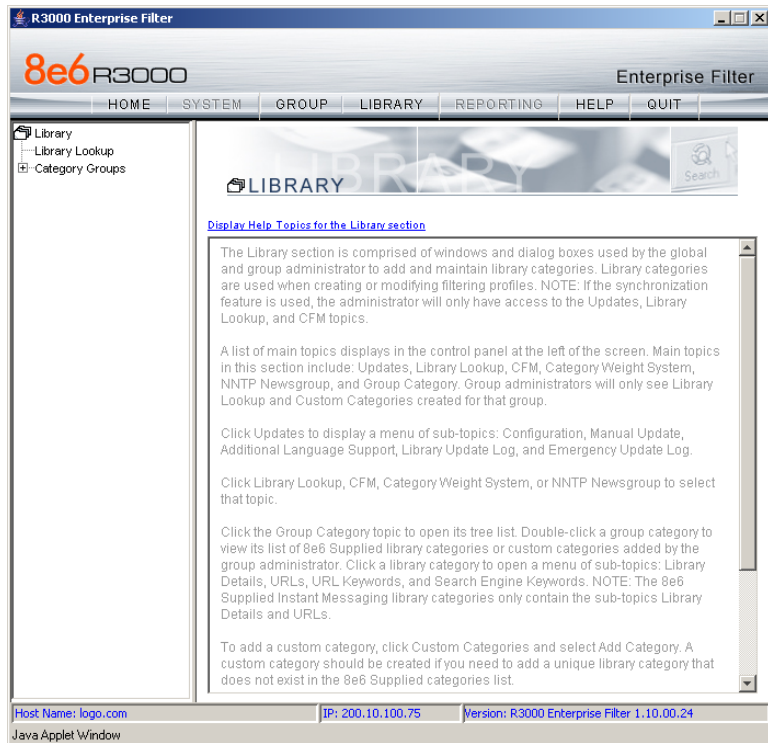 R3000 Enterprise Filter
8e6 R3000
Enterprise Filter
HOME SYSTEM GROUP LIBRARY REPORTING HELP QUIT
Library
Library Lookup
Category Groups
LIBRARY
LIBRARY
Search
Display Help Topics for the Library section
The Library section is comprised of windows and dialog boxes used by the global
and group administrator to add and maintain library categories. Library categories
are used when creating or modifying filtering profiles. NOTE: If the synchronization
feature is used, the administrator will only have access to the Updates, Library
Lookup, and CFM topics.
A list of main topics displays in the control panel at the left of the screen. Main topics
in this section include: Updates, Library Lookup, CFM, Category Weight System,
NNTP Newsgroup, and Group Category. Group administrators will only see Library
Lookup and Custom Categories created for that group.
Click Updates to display a menu of sub-topics: Configuration, Manual Update,
Additional Language Support, Library Update Log, and Emergency Update Log.
Click Library Lookup, CFM, Category Weight System, or NNTP Newsgroup to select
that topic.
Click the Group Category topic to open its tree list. Double-click a group category to
view its list of 8e6 Supplied library categories or custom categories added by the
group administrator. Click a library category to open a menu of sub-topics: Library
Details, URLs, URL Keywords, and Search Engine Keywords. NOTE: The 8e6
Supplied Instant Messaging library categories only contain the sub-topics Library
Details and URLs.
To add a custom category, click Custom Categories and select Add Category. A
custom category should be created if you need to add a unique library category that
does not exist in the 8e6 Supplied categories list.
Host Name: logo.com IP: 200.10.100.75 Version: R3000 Enterprise Filter 1.10.00.24
Java Applet Window